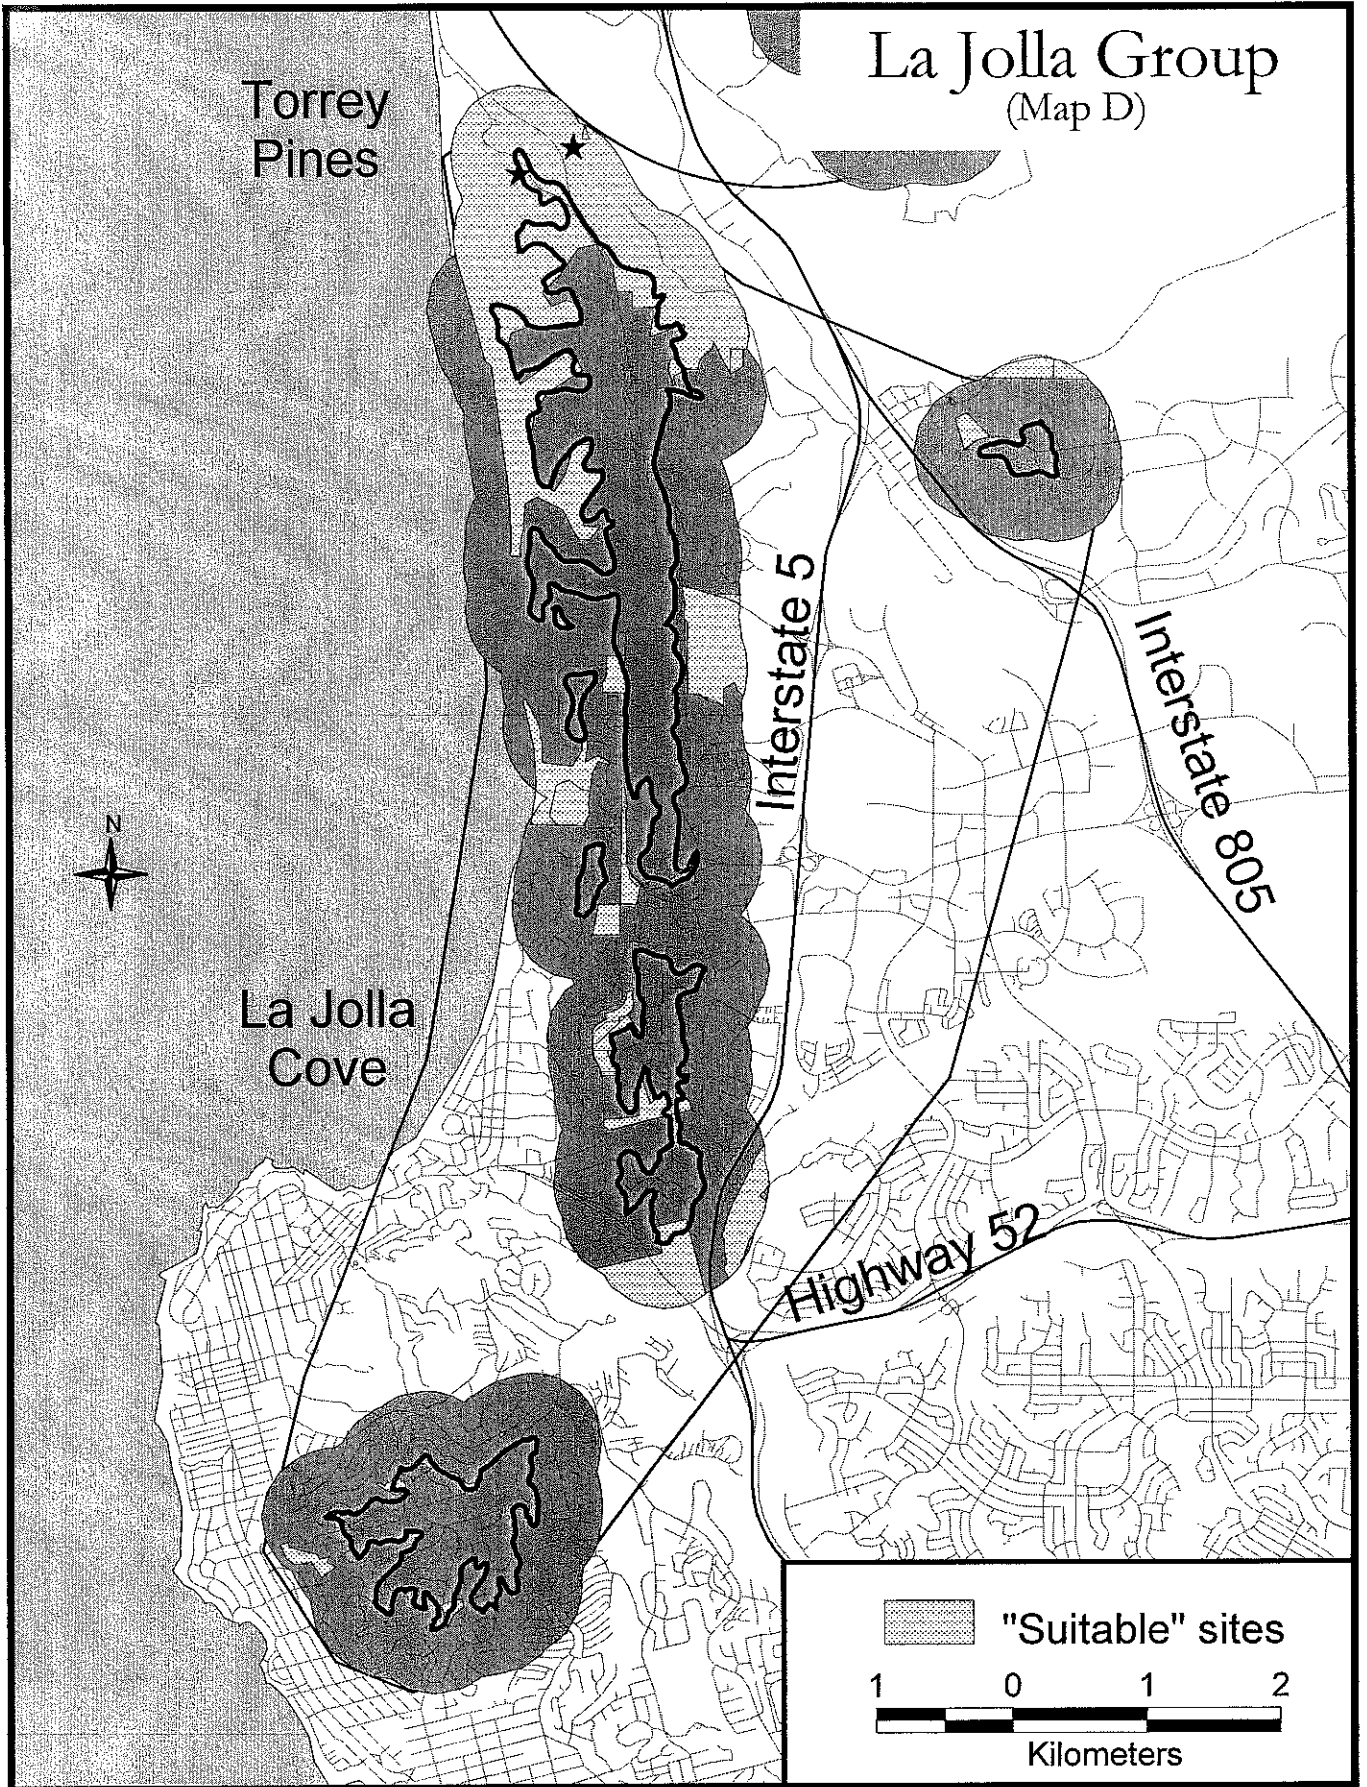 La Jolla Group
(Map D)
Torrey
Pines
Interstate 5
Interstate 805
N
La Jolla
Cove
Highway 52
"Suitable" sites
1 0 1 2
Kilometers